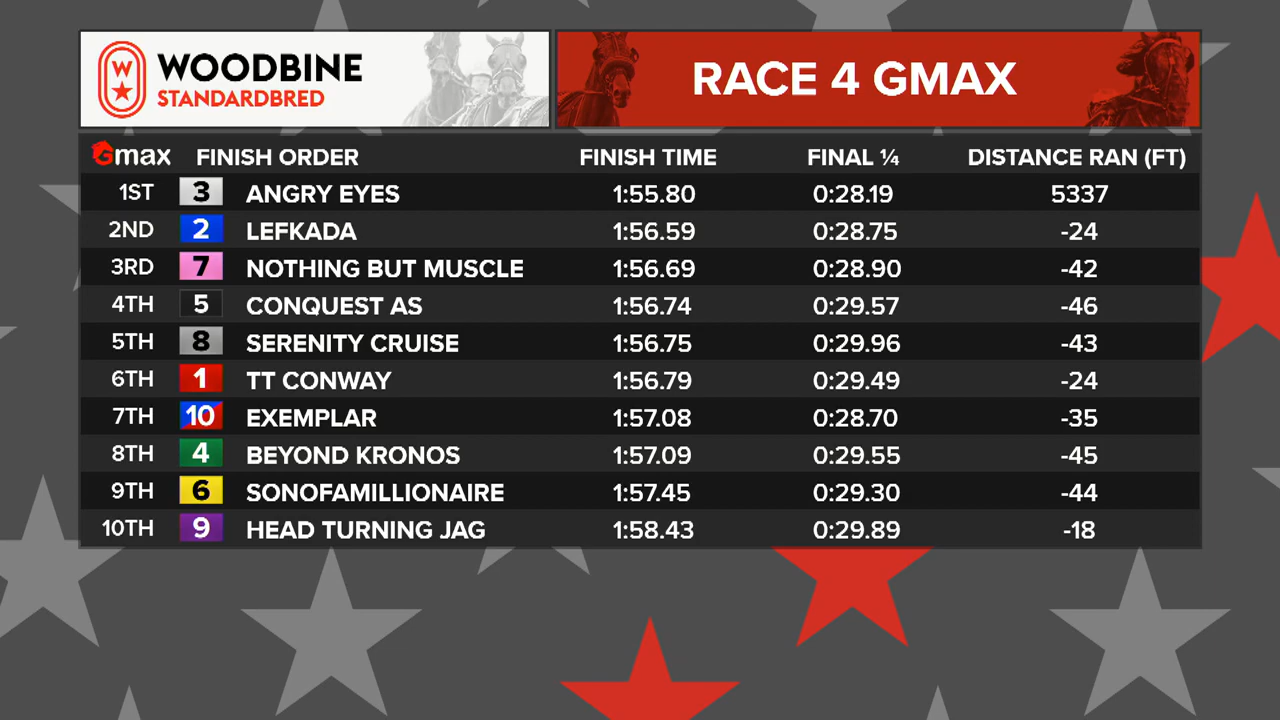 W
WOODBINE
STANDARDBRED
RACE 4 GMAX
Gmax FINISH ORDER FINISH TIME FINAL ¼ DISTANCE RAN (FT)
1ST 3 ANGRY EYES 1:55.80 0:28.19 5337
2ND 2 LEFKADA 1:56.59 0:28.75 -24
3RD 7 NOTHING BUT MUSCLE 1:56.69 0:28.90 -42
4TH 5 CONQUEST AS 1:56.74 0:29.57 -46
5TH 8 SERENITY CRUISE 1:56.75 0:29.96 -43
6TH 1 TT CONWAY 1:56.79 0:29.49 -24
7TH 10 EXEMPLAR 1:57.08 0:28.70 -35
8TH 4 BEYOND KRONOS 1:57.09 0:29.55 -45
9TH 6 SONOFAMILLIONAIRE 1:57.45 0:29.30 -44
10TH 9 HEAD TURNING JAG 1:58.43 0:29.89 -18